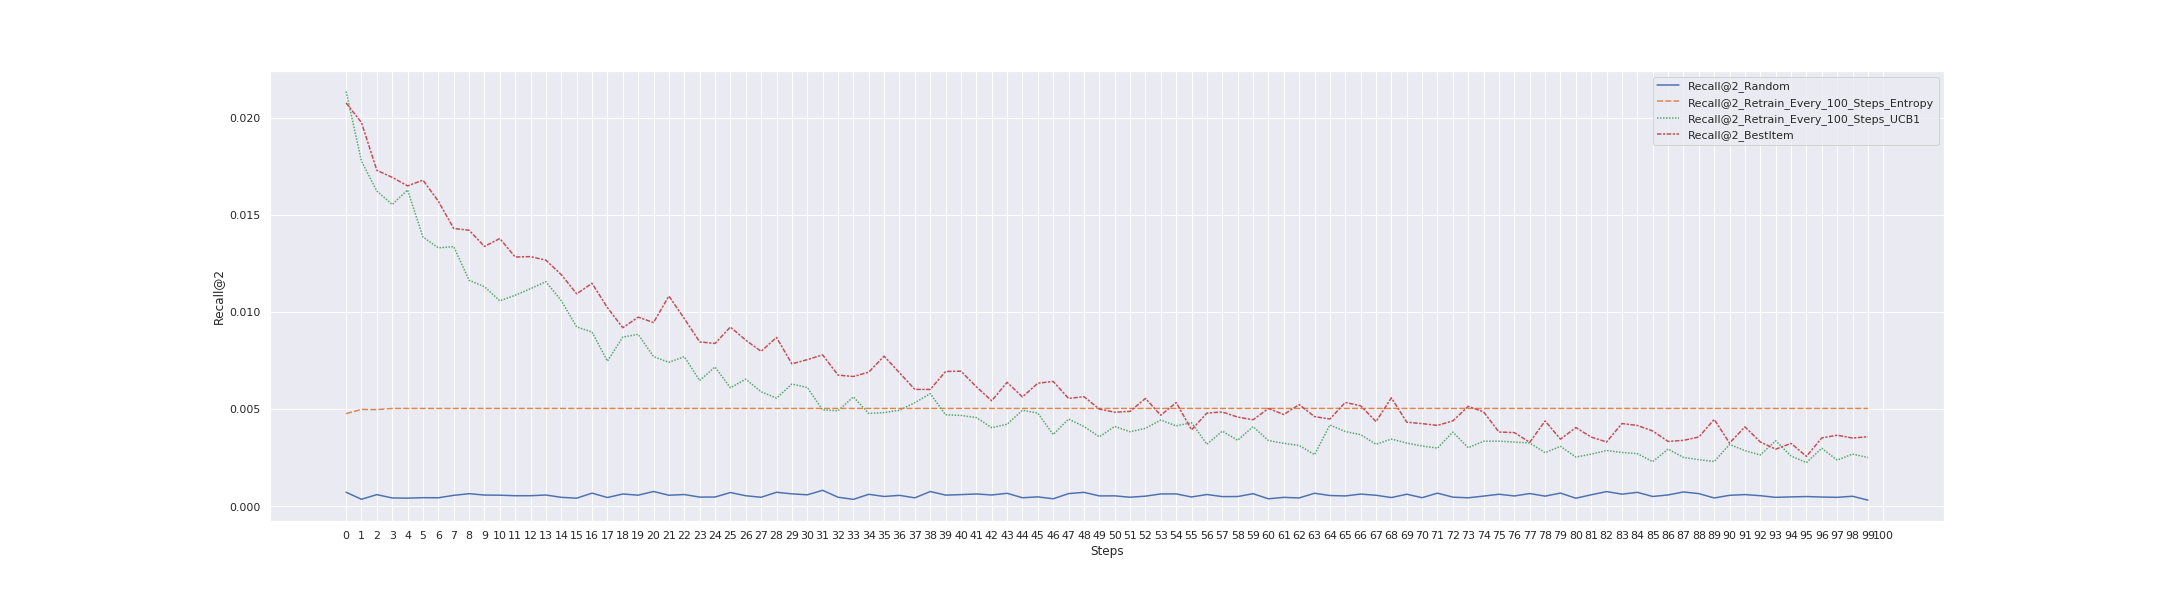 Recall@2_Random
Recall@2_Retrain_Every_100_Steps_Entropy
Recall@2_Retrain_Every_100_Steps_UCB1
Recall@2_BestItem
0.020
0.015
0.010
0.005
0.000
Recall@2
0 1 2 3 4 5 6 7 8 9 10 11 12 13 14 15 16 17 18 19 20 21 22 23 24 25 26 27 28 29 30 31 32 33 34 35 36 37 38 39 40 41 42 43 44 45 46 47 48 49 50 51 52 53 54 55 56 57 58 59 60 61 62 63 64 65 66 67 68 69 70 71 72 73 74 75 76 77 78 79 80 81 82 83 84 85 86 87 88 89 90 91 92 93 94 95 96 97 98 99 100
Steps